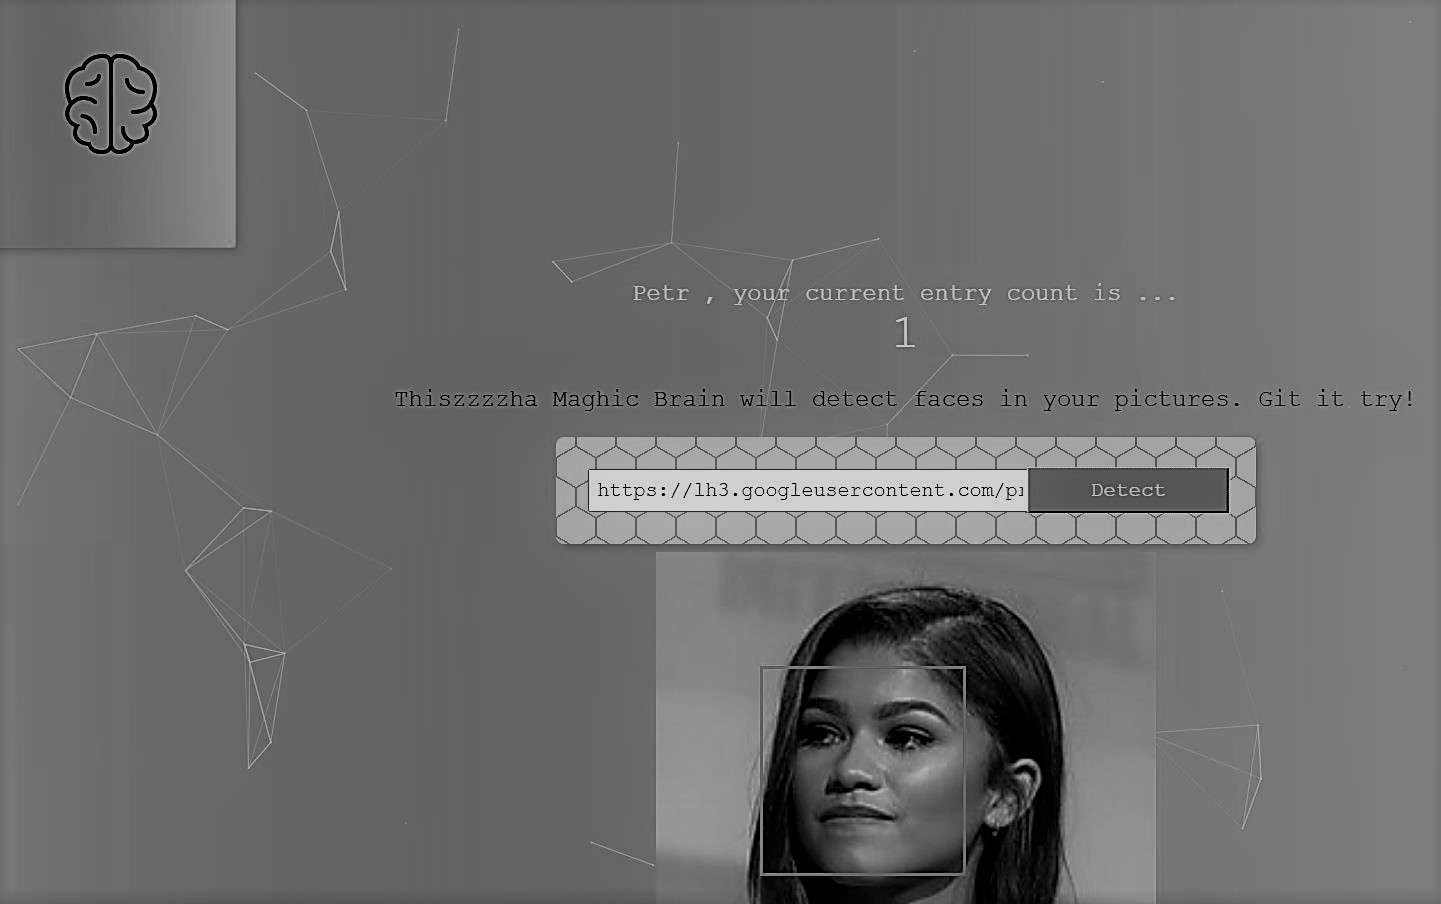 Petr , your current entry count is ...
1
Thiszzzzha Maghic Brain will detect faces in your pictures. Git it try!
https://lh3.googleusercontent.com/pr
Detect